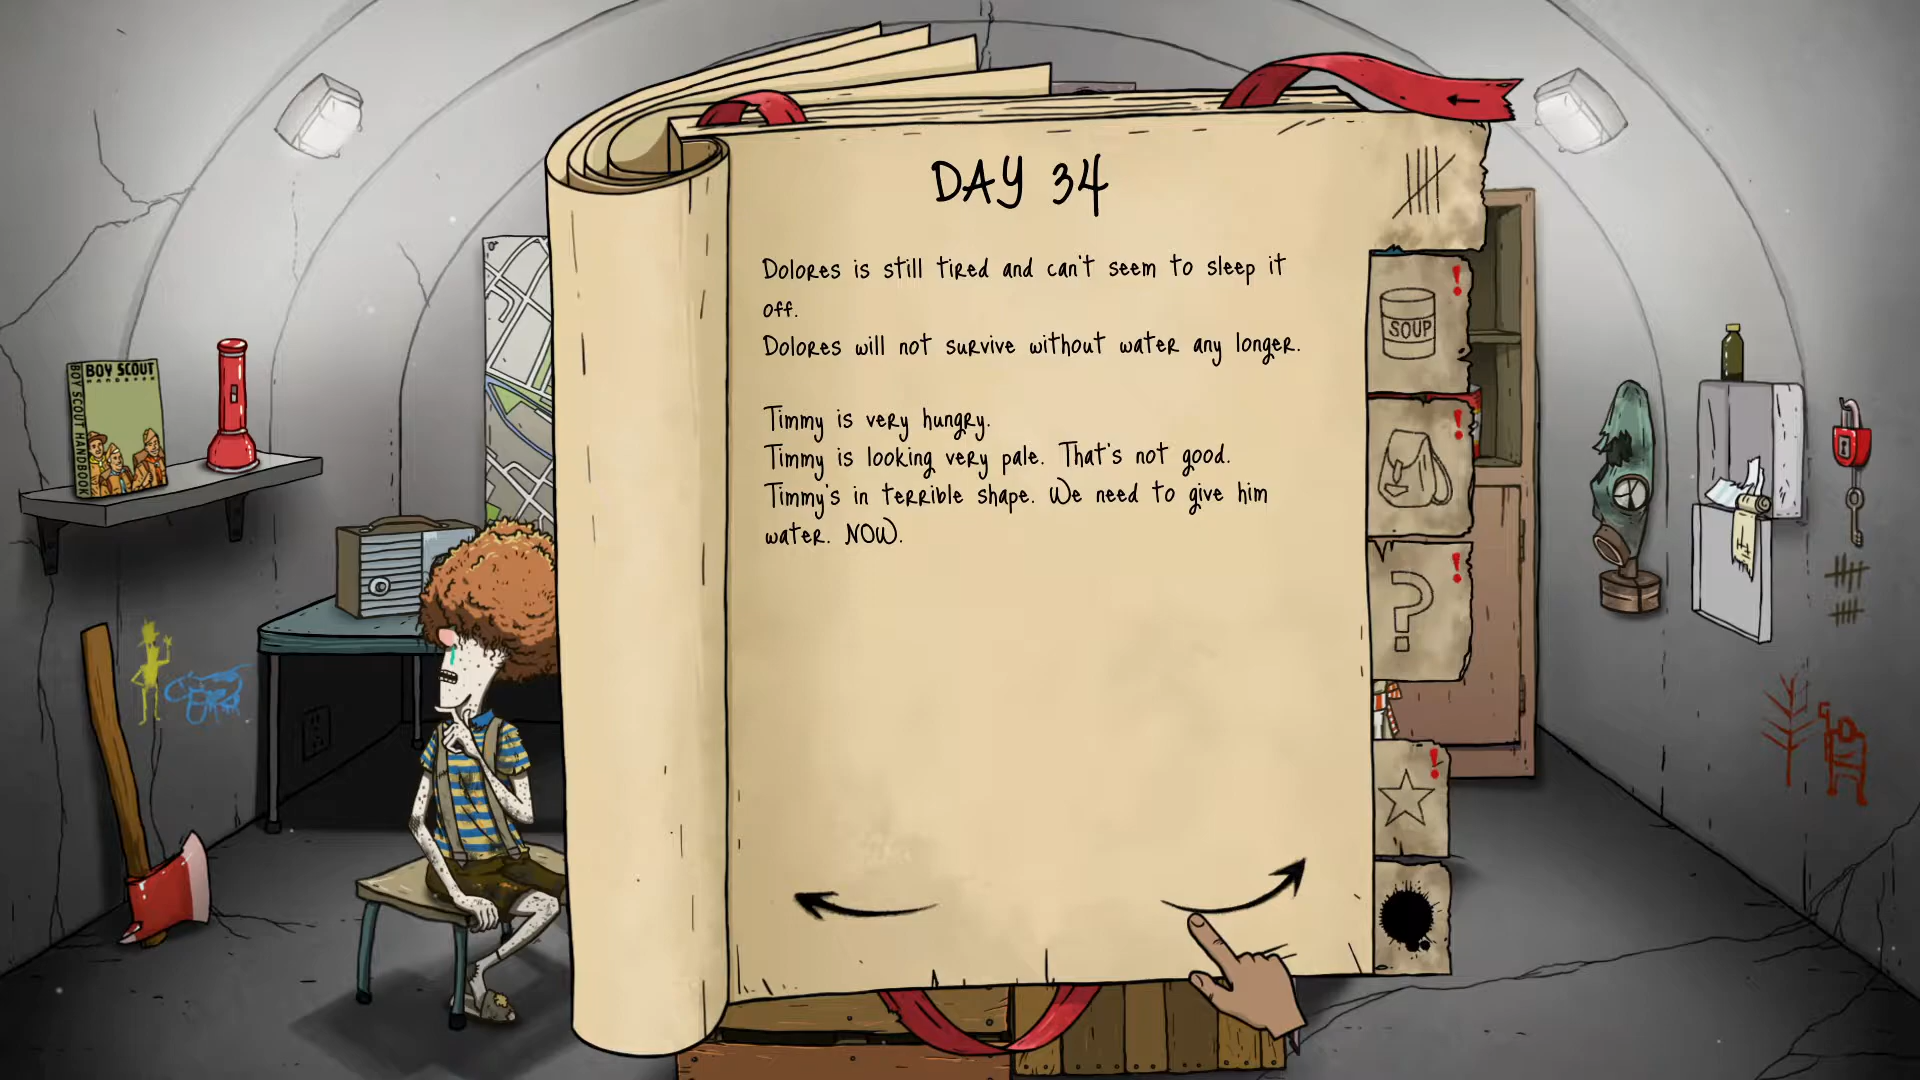 DAY 34
Dolores is still tired and can't seem to sleep it
off.
Dolores will not survive without water any longer.
Timmy is very hungry.
Timmy is looking very pale. That's not good.
Timmy's in terrible shape. We need to give him
water. NOW.
!
SOUP
!
!
?
!
BOY SCOUT
HANDBOOK
BOY SCOUT HANDBOOK